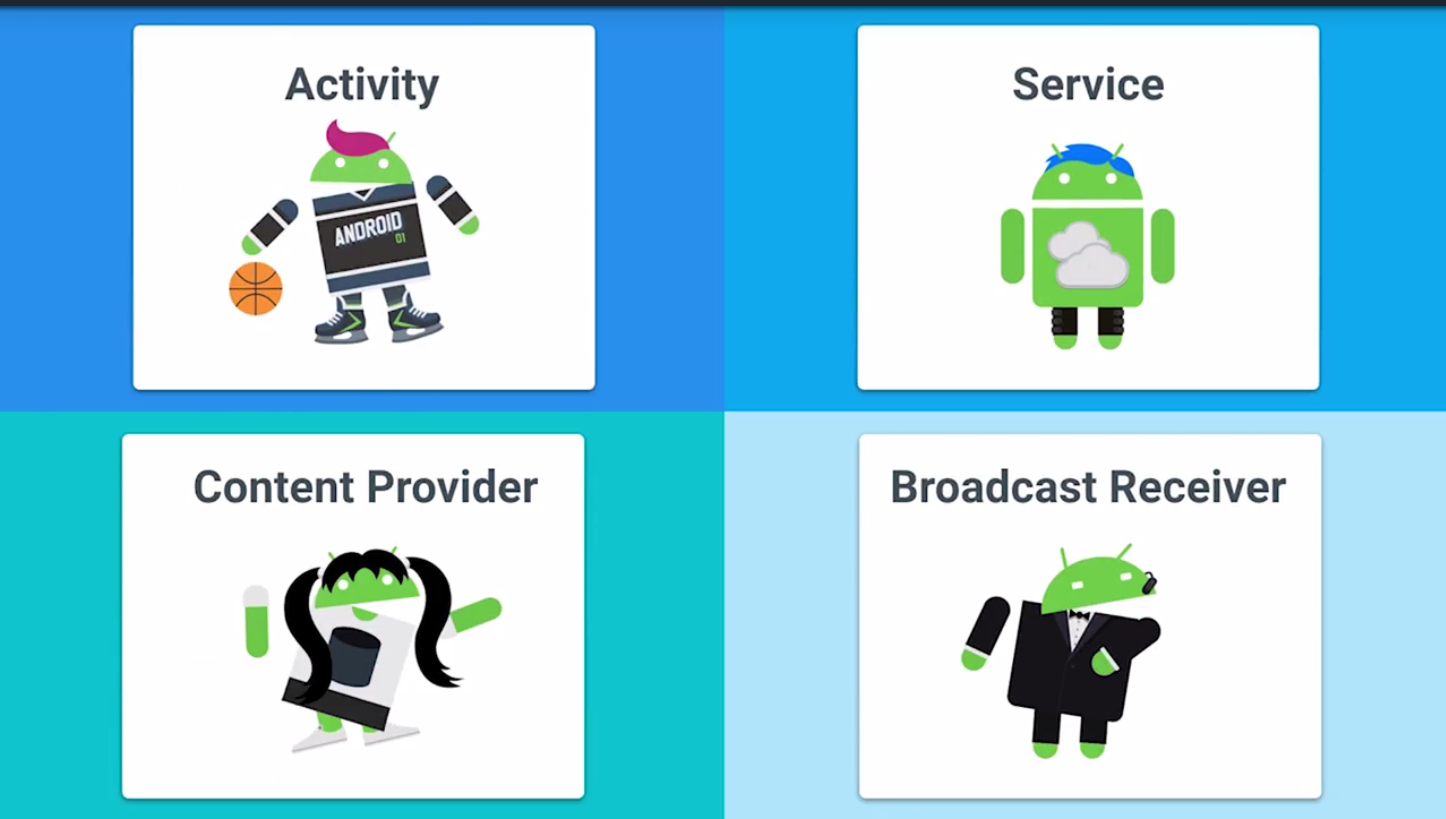 Activity
ANDROID
01
Service
Content Provider
Broadcast Receiver